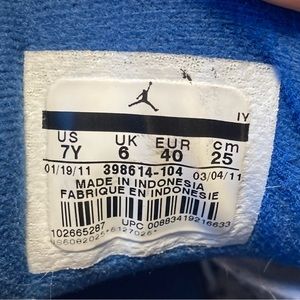 IY
US UK EUR cm
7Y 6 40 25
01/19/11 398614-104 03/04/11
MADE IN INDONESIA
FABRIQUE EN INDONESIE
102665287 UPC 00883419216633